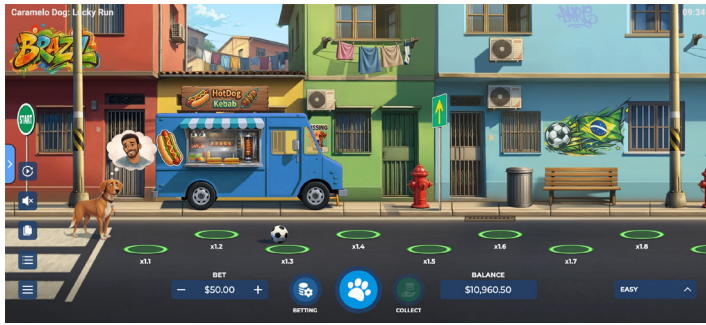 Caramelo Dog: Lucky Run
09:34
BRAZIL
HotDog
Kebab
START
x1.1
x1.2
x1.3
x1.4
x1.5
x1.6
x1.7
x1.8
BET
− $50.00 +
BETTING
COLLECT
BALANCE
$10,960.50
EASY